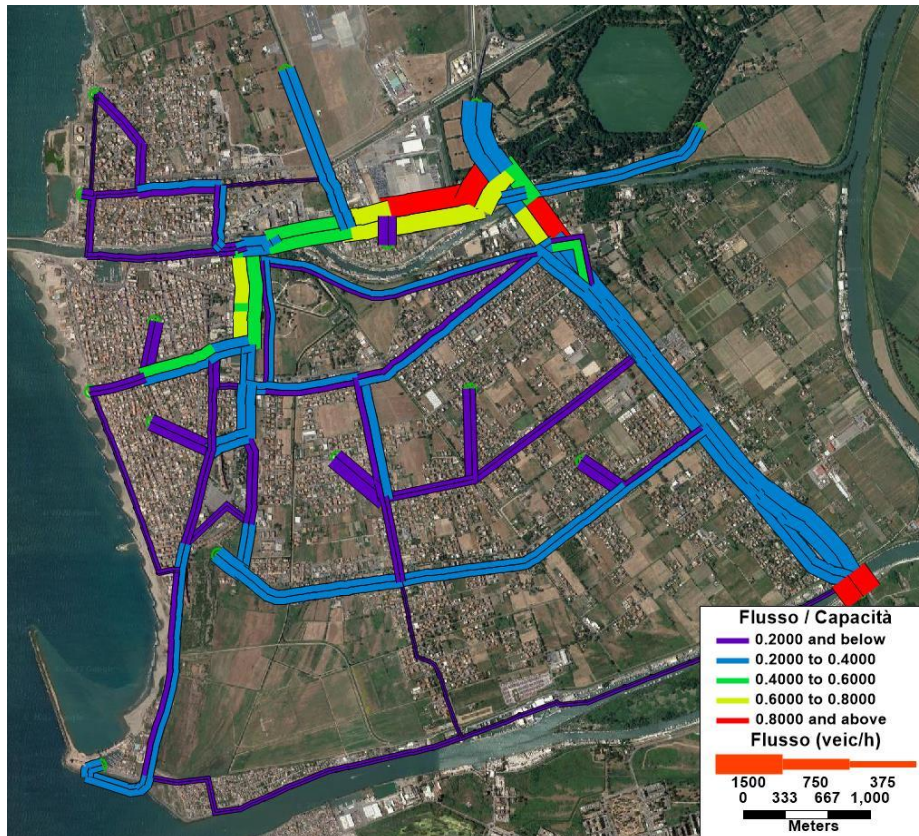 Flusso / Capacità
0.2000 and below
0.2000 to 0.4000
0.4000 to 0.6000
0.6000 to 0.8000
0.8000 and above
Flusso (veic/h)
1500 750 375
0 333 667 1,000
Meters